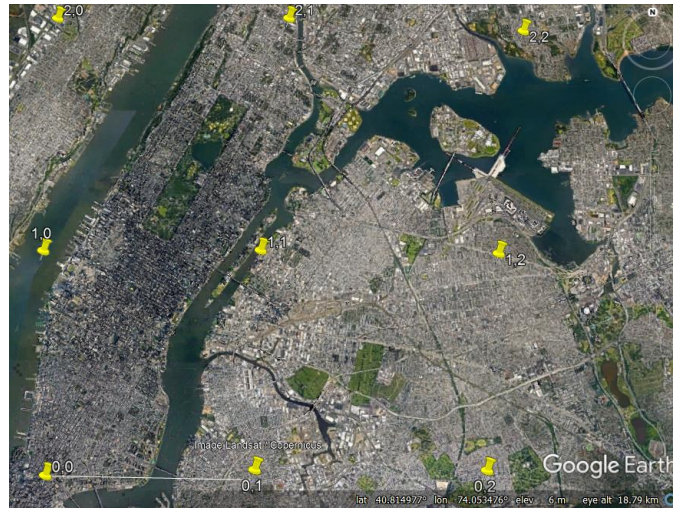 2,0
2,1
2,2
N
1,0
1,1
1,2
Image Landsat / Copernicus
0,0
0,1
0,2
Google Earth
lat 40.814977° lon 74.053476° elev 6 m eye alt 18.79 km